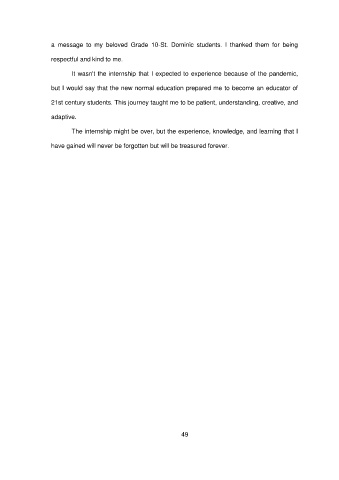 a message to my beloved Grade 10-St. Dominic students. I thanked them for being
respectful and kind to me.
It wasn't the internship that I expected to experience because of the pandemic,
but I would say that the new normal education prepared me to become an educator of
21st century students. This journey taught me to be patient, understanding, creative, and
adaptive.
The internship might be over, but the experience, knowledge, and learning that I
have gained will never be forgotten but will be treasured forever.
49